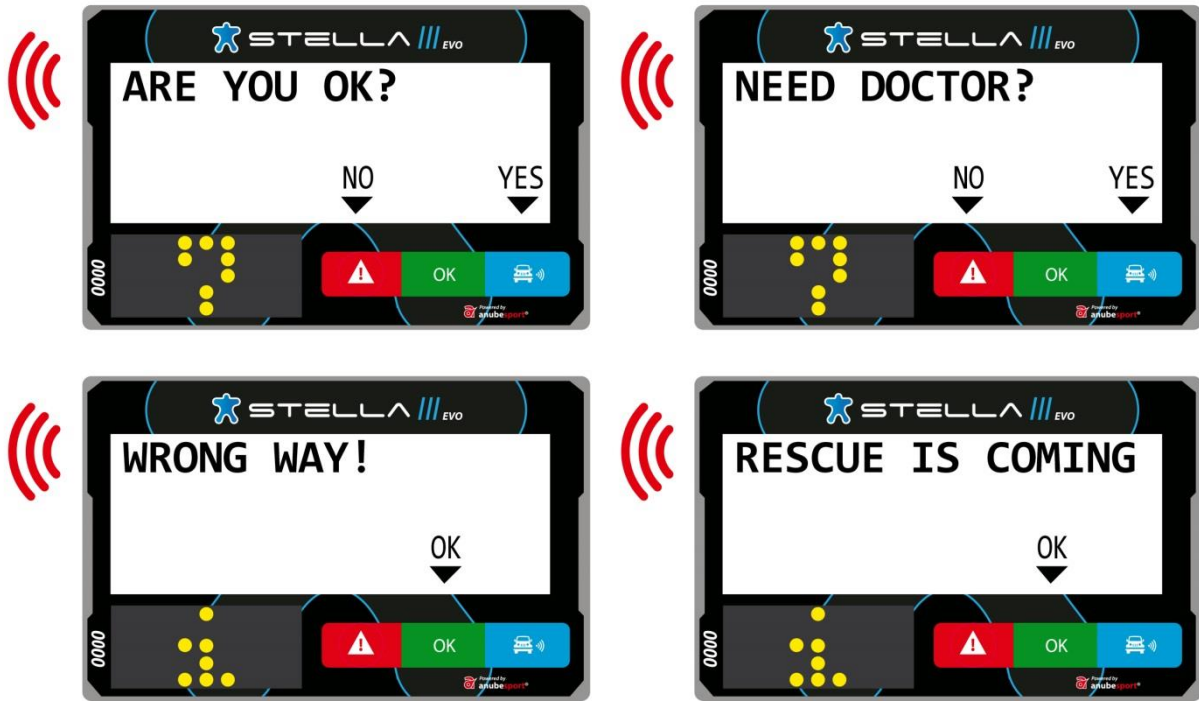 STELLA III EVO
ARE YOU OK?
NO YES
0000
OK
Powered by
anubesport®
STELLA III EVO
NEED DOCTOR?
NO YES
0000
OK
Powered by
anubesport®
STELLA III EVO
WRONG WAY!
OK
0000
OK
Powered by
anubesport®
STELLA III EVO
RESCUE IS COMING
OK
0000
OK
Powered by
anubesport®